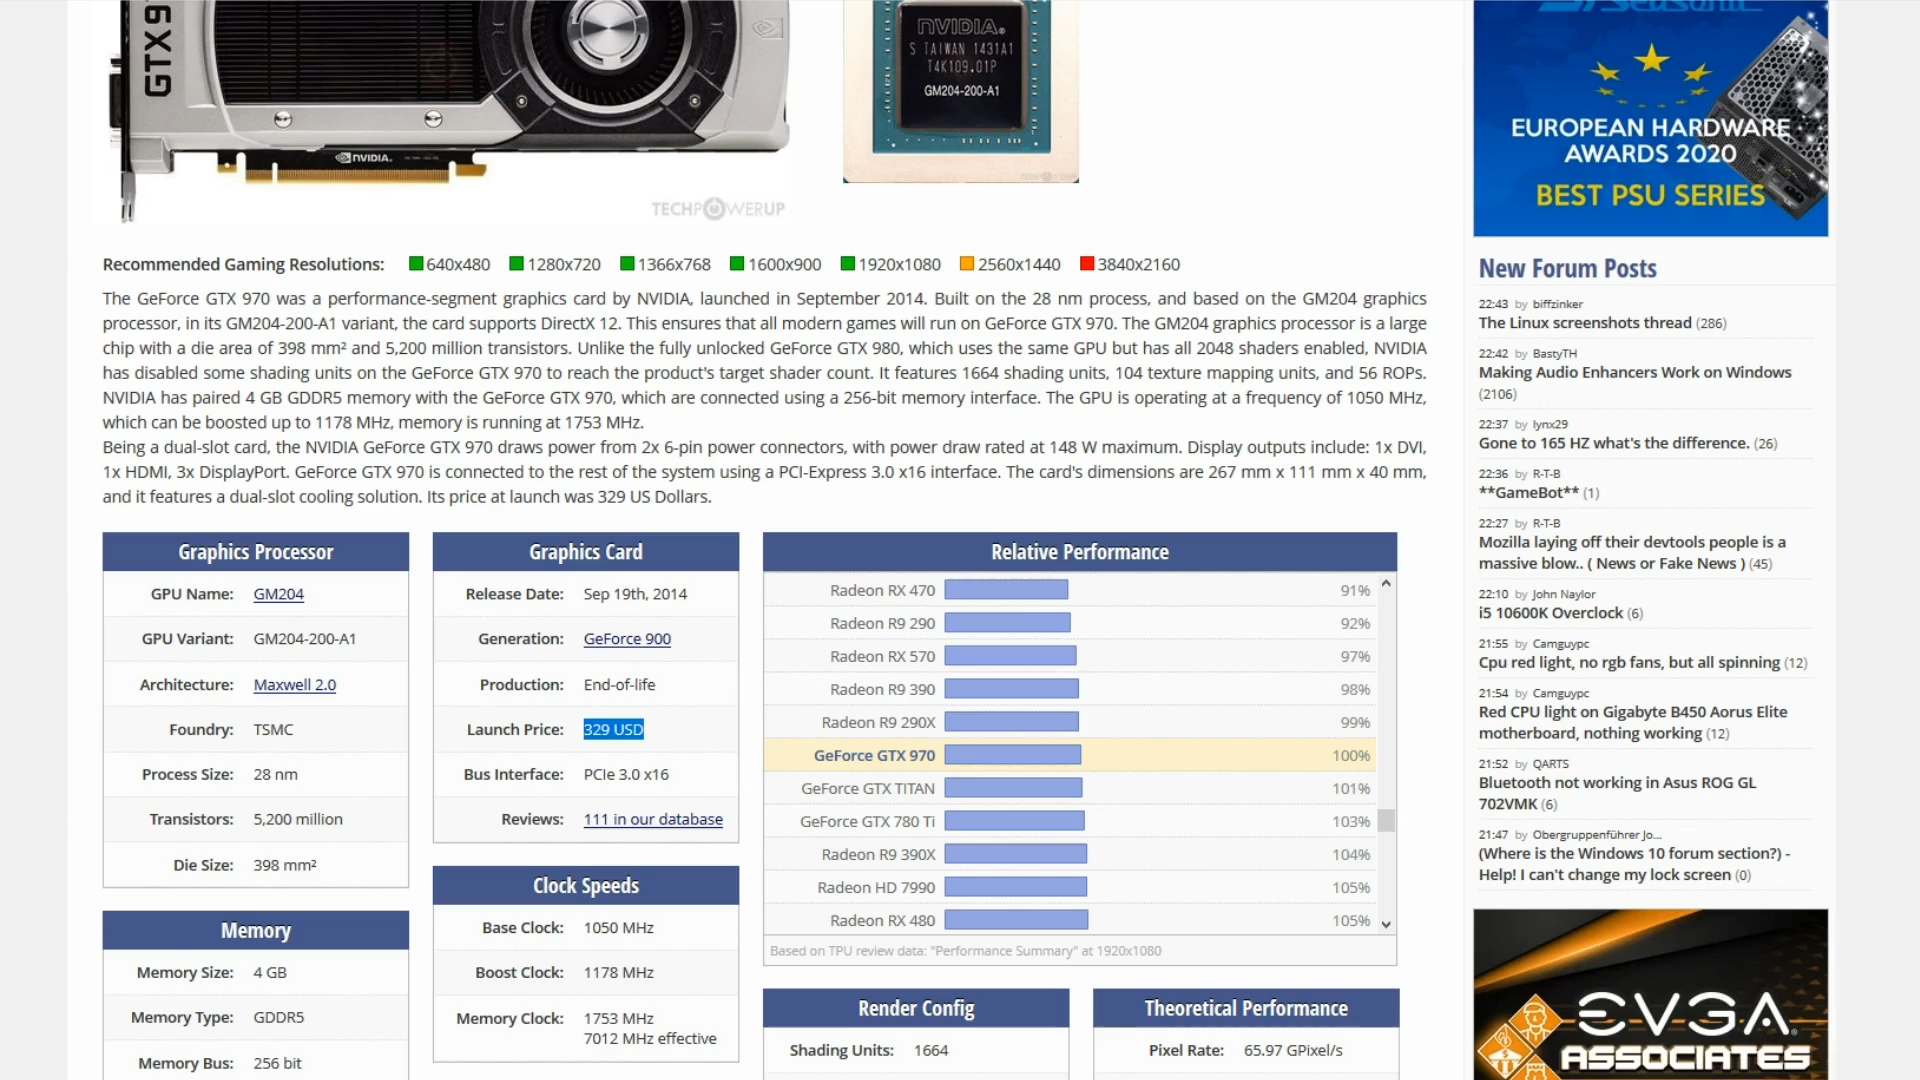 GTX 9
NVIDIA.
TECHPOWERUP
NVIDIA.
S TAIWAN 1431A1
T4K109.01P
GM204-200-A1
EUROPEAN HARDWARE
AWARDS 2020
BEST PSU SERIES
Recommended Gaming Resolutions: 640x480 1280x720 1366x768 1600x900 1920x1080 2560x1440 3840x2160
The GeForce GTX 970 was a performance-segment graphics card by NVIDIA, launched in September 2014. Built on the 28 nm process, and based on the GM204 graphics
processor, in its GM204-200-A1 variant, the card supports DirectX 12. This ensures that all modern games will run on GeForce GTX 970. The GM204 graphics processor is a large
chip with a die area of 398 mm² and 5,200 million transistors. Unlike the fully unlocked GeForce GTX 980, which uses the same GPU but has all 2048 shaders enabled, NVIDIA
has disabled some shading units on the GeForce GTX 970 to reach the product's target shader count. It features 1664 shading units, 104 texture mapping units, and 56 ROPs.
NVIDIA has paired 4 GB GDDR5 memory with the GeForce GTX 970, which are connected using a 256-bit memory interface. The GPU is operating at a frequency of 1050 MHz,
which can be boosted up to 1178 MHz, memory is running at 1753 MHz.
Being a dual-slot card, the NVIDIA GeForce GTX 970 draws power from 2x 6-pin power connectors, with power draw rated at 148 W maximum. Display outputs include: 1x DVI,
1x HDMI, 3x DisplayPort. GeForce GTX 970 is connected to the rest of the system using a PCI-Express 3.0 x16 interface. The card's dimensions are 267 mm x 111 mm x 40 mm,
and it features a dual-slot cooling solution. Its price at launch was 329 US Dollars.
Graphics Processor
GPU Name: GM204
GPU Variant: GM204-200-A1
Architecture: Maxwell 2.0
Foundry: TSMC
Process Size: 28 nm
Transistors: 5,200 million
Die Size: 398 mm²
Memory
Memory Size: 4 GB
Memory Type: GDDR5
Memory Bus: 256 bit
Graphics Card
Release Date: Sep 19th, 2014
Generation: GeForce 900
Production: End-of-life
Launch Price: 329 USD
Bus Interface: PCIe 3.0 x16
Reviews: 111 in our database
Clock Speeds
Base Clock: 1050 MHz
Boost Clock: 1178 MHz
Memory Clock: 1753 MHz
7012 MHz effective
Relative Performance
Radeon RX 470 91%
Radeon R9 290 92%
Radeon RX 570 97%
Radeon R9 390 98%
Radeon R9 290X 99%
GeForce GTX 970 100%
GeForce GTX TITAN 101%
GeForce GTX 780 Ti 103%
Radeon R9 390X 104%
Radeon HD 7990 105%
Radeon RX 480 105%
Based on TPU review data: "Performance Summary" at 1920x1080
Render Config
Shading Units: 1664
Theoretical Performance
Pixel Rate: 65.97 GPixel/s
New Forum Posts
22:43 by biffzinker
The Linux screenshots thread (286)
22:42 by BastyTH
Making Audio Enhancers Work on Windows
(2106)
22:37 by lynx29
Gone to 165 HZ what's the difference. (26)
22:36 by R-T-B
**GameBot** (1)
22:27 by R-T-B
Mozilla laying off their devtools people is a
massive blow.. ( News or Fake News ) (45)
22:10 by John Naylor
i5 10600K Overclock (6)
21:55 by Camguypc
Cpu red light, no rgb fans, but all spinning (12)
21:54 by Camguypc
Red CPU light on Gigabyte B450 Aorus Elite
motherboard, nothing working (12)
21:52 by QARTS
Bluetooth not working in Asus ROG GL
702VMK (6)
21:47 by Obergruppenführer Jo...
(Where is the Windows 10 forum section?) -
Help! I can't change my lock screen (0)
EVGA
ASSOCIATES